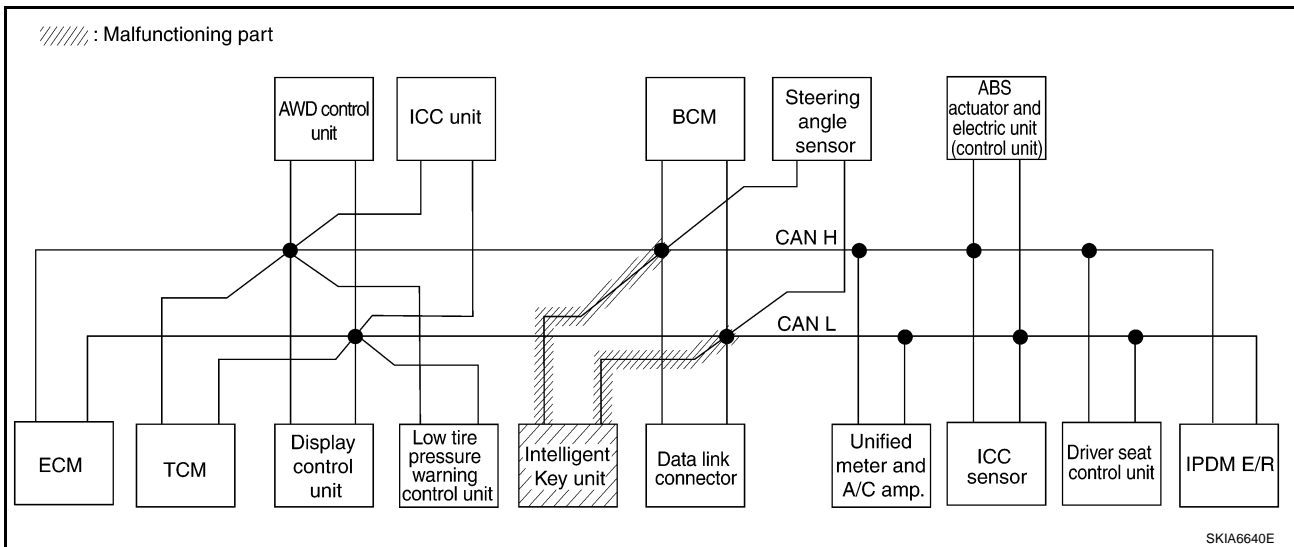 : Malfunctioning part
AWD control
unit
ICC unit
BCM
Steering
angle
sensor
ABS
actuator and
electric unit
(control unit)
CAN H
CAN L
ECM
TCM
Display
control
unit
Low tire
pressure
warning
control unit
Intelligent
Key unit
Data link
connector
Unified
meter and
A/C amp.
ICC
sensor
Driver seat
control unit
IPDM E/R
SKIA6640E